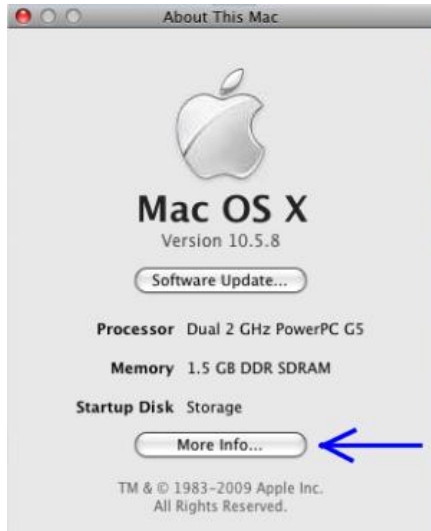 About This Mac
Mac OS X
Version 10.5.8
Software Update...
Processor Dual 2 GHz PowerPC G5
Memory 1.5 GB DDR SDRAM
Startup Disk Storage
More Info...
TM & © 1983-2009 Apple Inc.
All Rights Reserved.